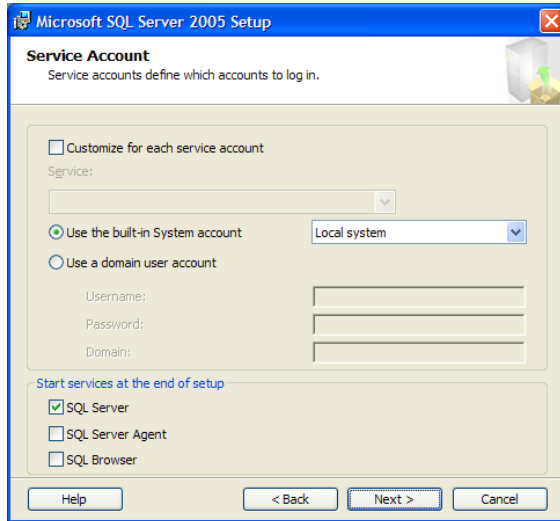 Microsoft SQL Server 2005 Setup
Service Account
Service accounts define which accounts to log in.
Customize for each service account
Service:
Use the built-in System account
Local system
Use a domain user account
Username:
Password:
Domain:
Start services at the end of setup
SQL Server
SQL Server Agent
SQL Browser
Help
< Back
Next >
Cancel